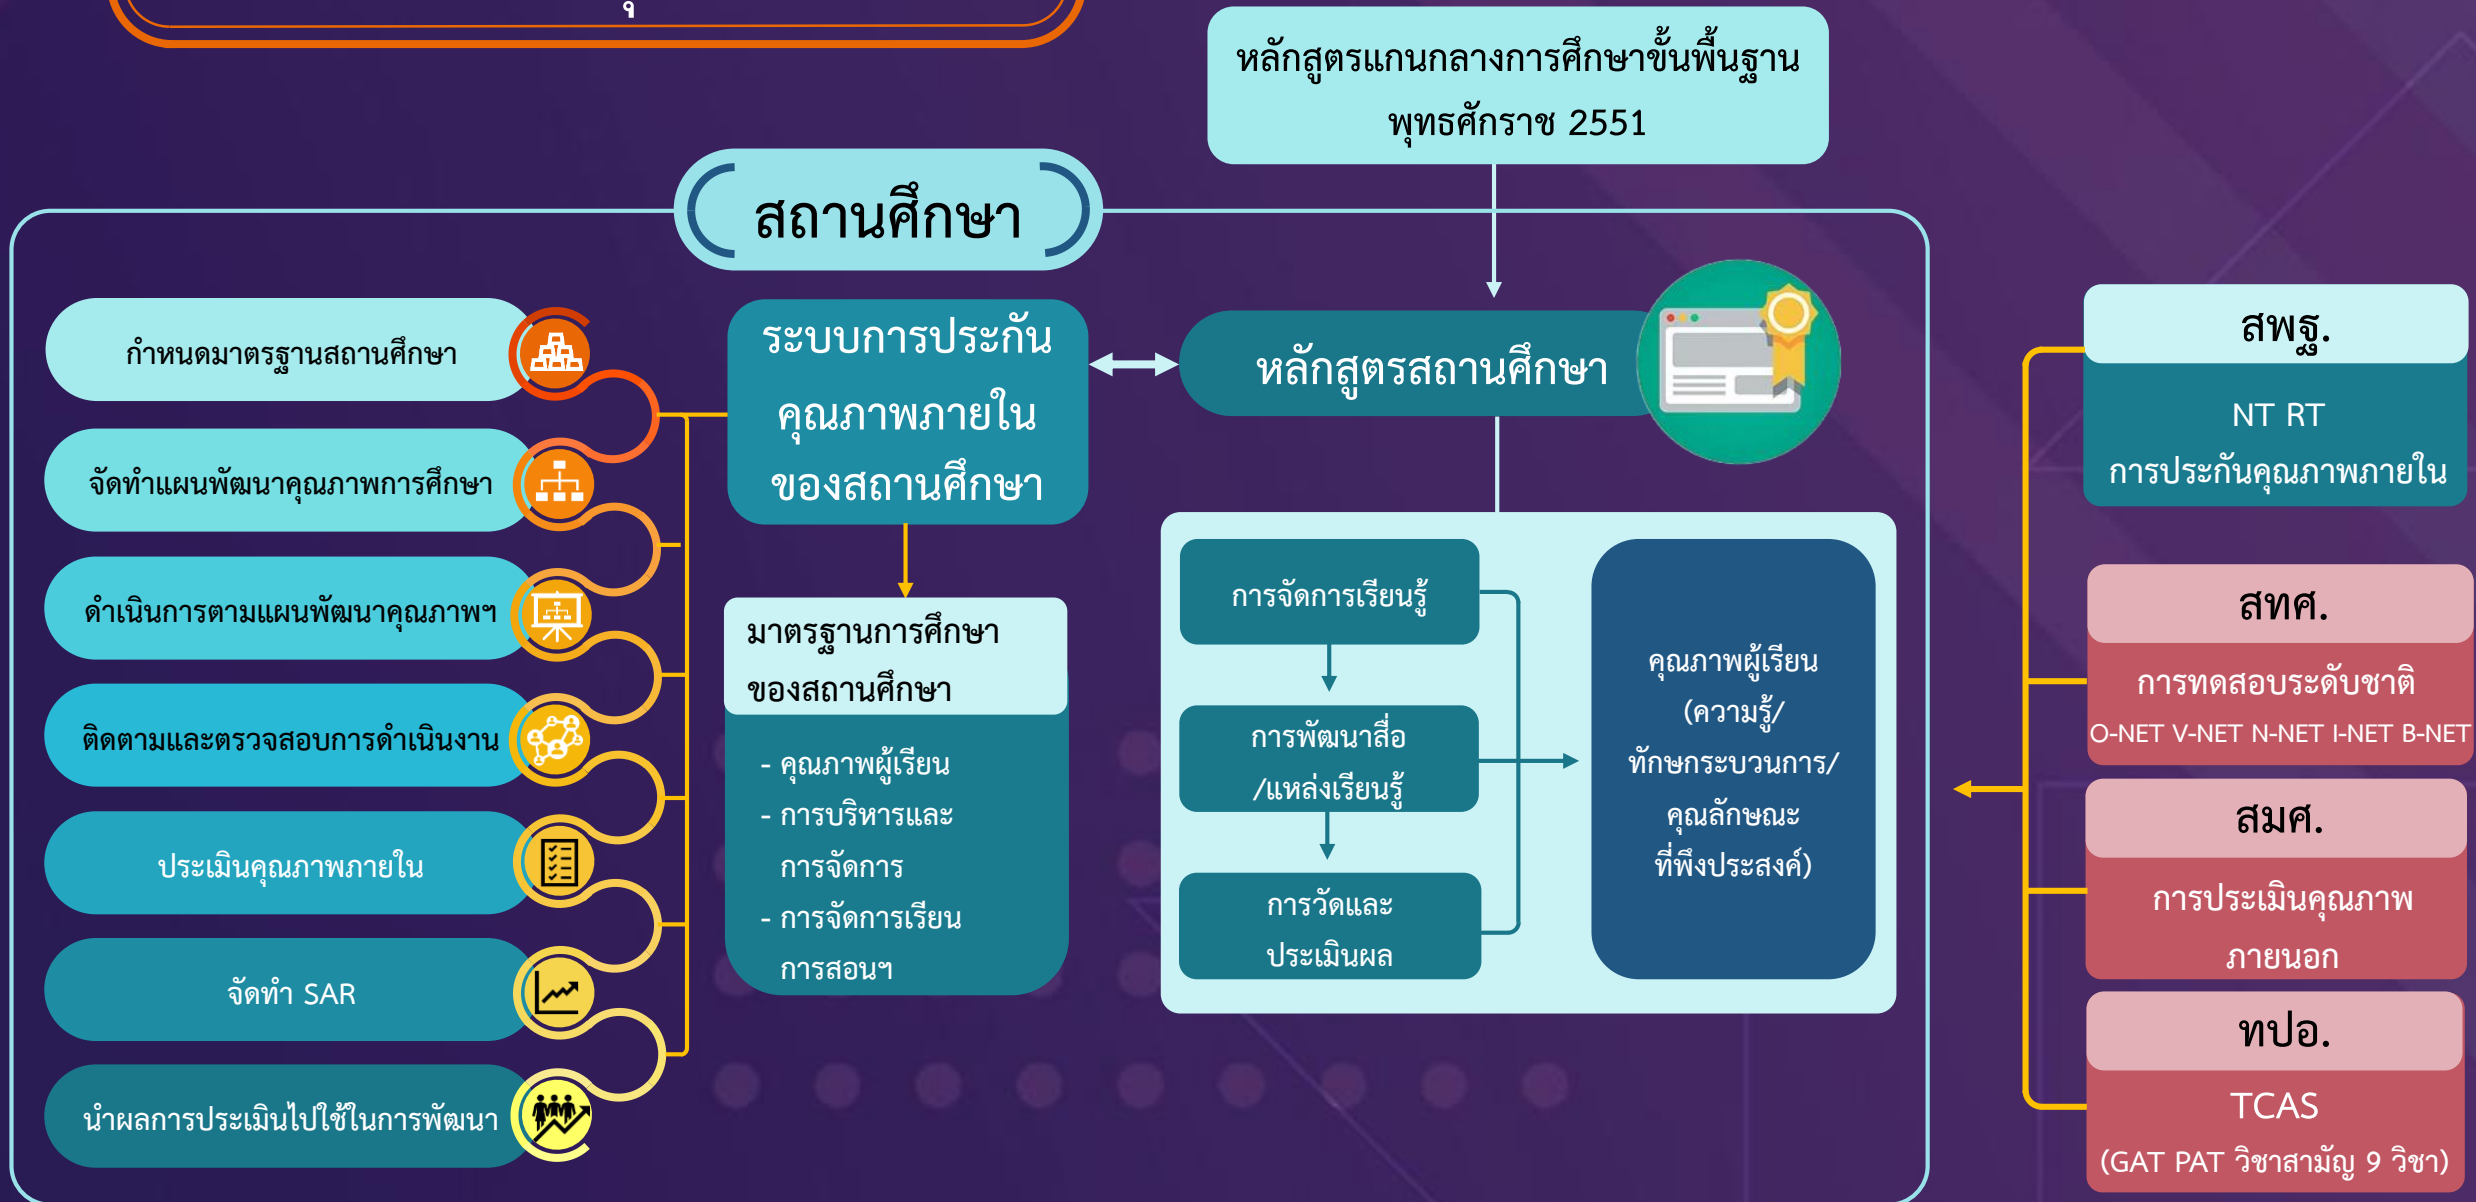 หลักสูตรแกนกลางการศึกษาขั้นพื้นฐาน
พุทธศักราช 2551
สถานศึกษา
กำหนดมาตรฐานสถานศึกษา
จัดทำแผนพัฒนาคุณภาพการศึกษา
ดำเนินการตามแผนพัฒนาคุณภาพฯ
ติดตามและตรวจสอบการดำเนินงาน
ประเมินคุณภาพภายใน
จัดทำ SAR
นำผลการประเมินไปใช้ในการพัฒนา
ระบบการประกัน
คุณภาพภายใน
ของสถานศึกษา
มาตรฐานการศึกษา
ของสถานศึกษา
- คุณภาพผู้เรียน
- การบริหารและ
การจัดการ
- การจัดการเรียน
การสอนฯ
หลักสูตรสถานศึกษา
การจัดการเรียนรู้
การพัฒนาสื่อ
/แหล่งเรียนรู้
การวัดและ
ประเมินผล
คุณภาพผู้เรียน
(ความรู้/
ทักษกระบวนการ/
คุณลักษณะ
ที่พึงประสงค์)
สพฐ.
NT RT
การประกันคุณภาพภายใน
สทศ.
การทดสอบระดับชาติ
O-NET V-NET N-NET I-NET B-NET
สมศ.
การประเมินคุณภาพ
ภายนอก
ทปอ.
TCAS
(GAT PAT วิชาสามัญ 9 วิชา)